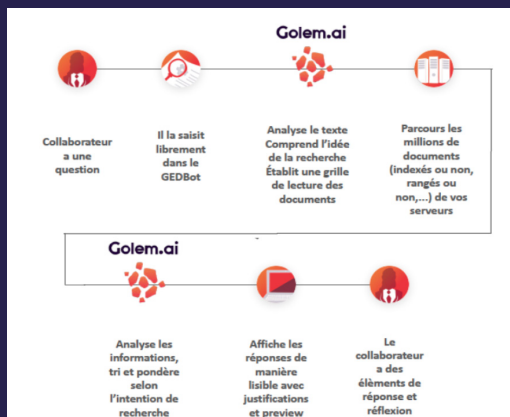 Golem.ai
Collaborateur
a une
question
Il la saisit
librement
dans le
GEDBot
Analyse le texte
Comprend l'idée
de la recherche
Établit une grille
de lecture des
documents
Parcours les
millions de
documents
(indexés ou non,
rangés ou
non,...) de vos
serveurs
Golem.ai
Analyse les
informations,
tri et pondère
selon
l'intention de
recherche
Affiche les
réponses de
manière
lisible avec
justifications
et preview
Le
collaborateur
a des
élèments de
réponse et
réflexion